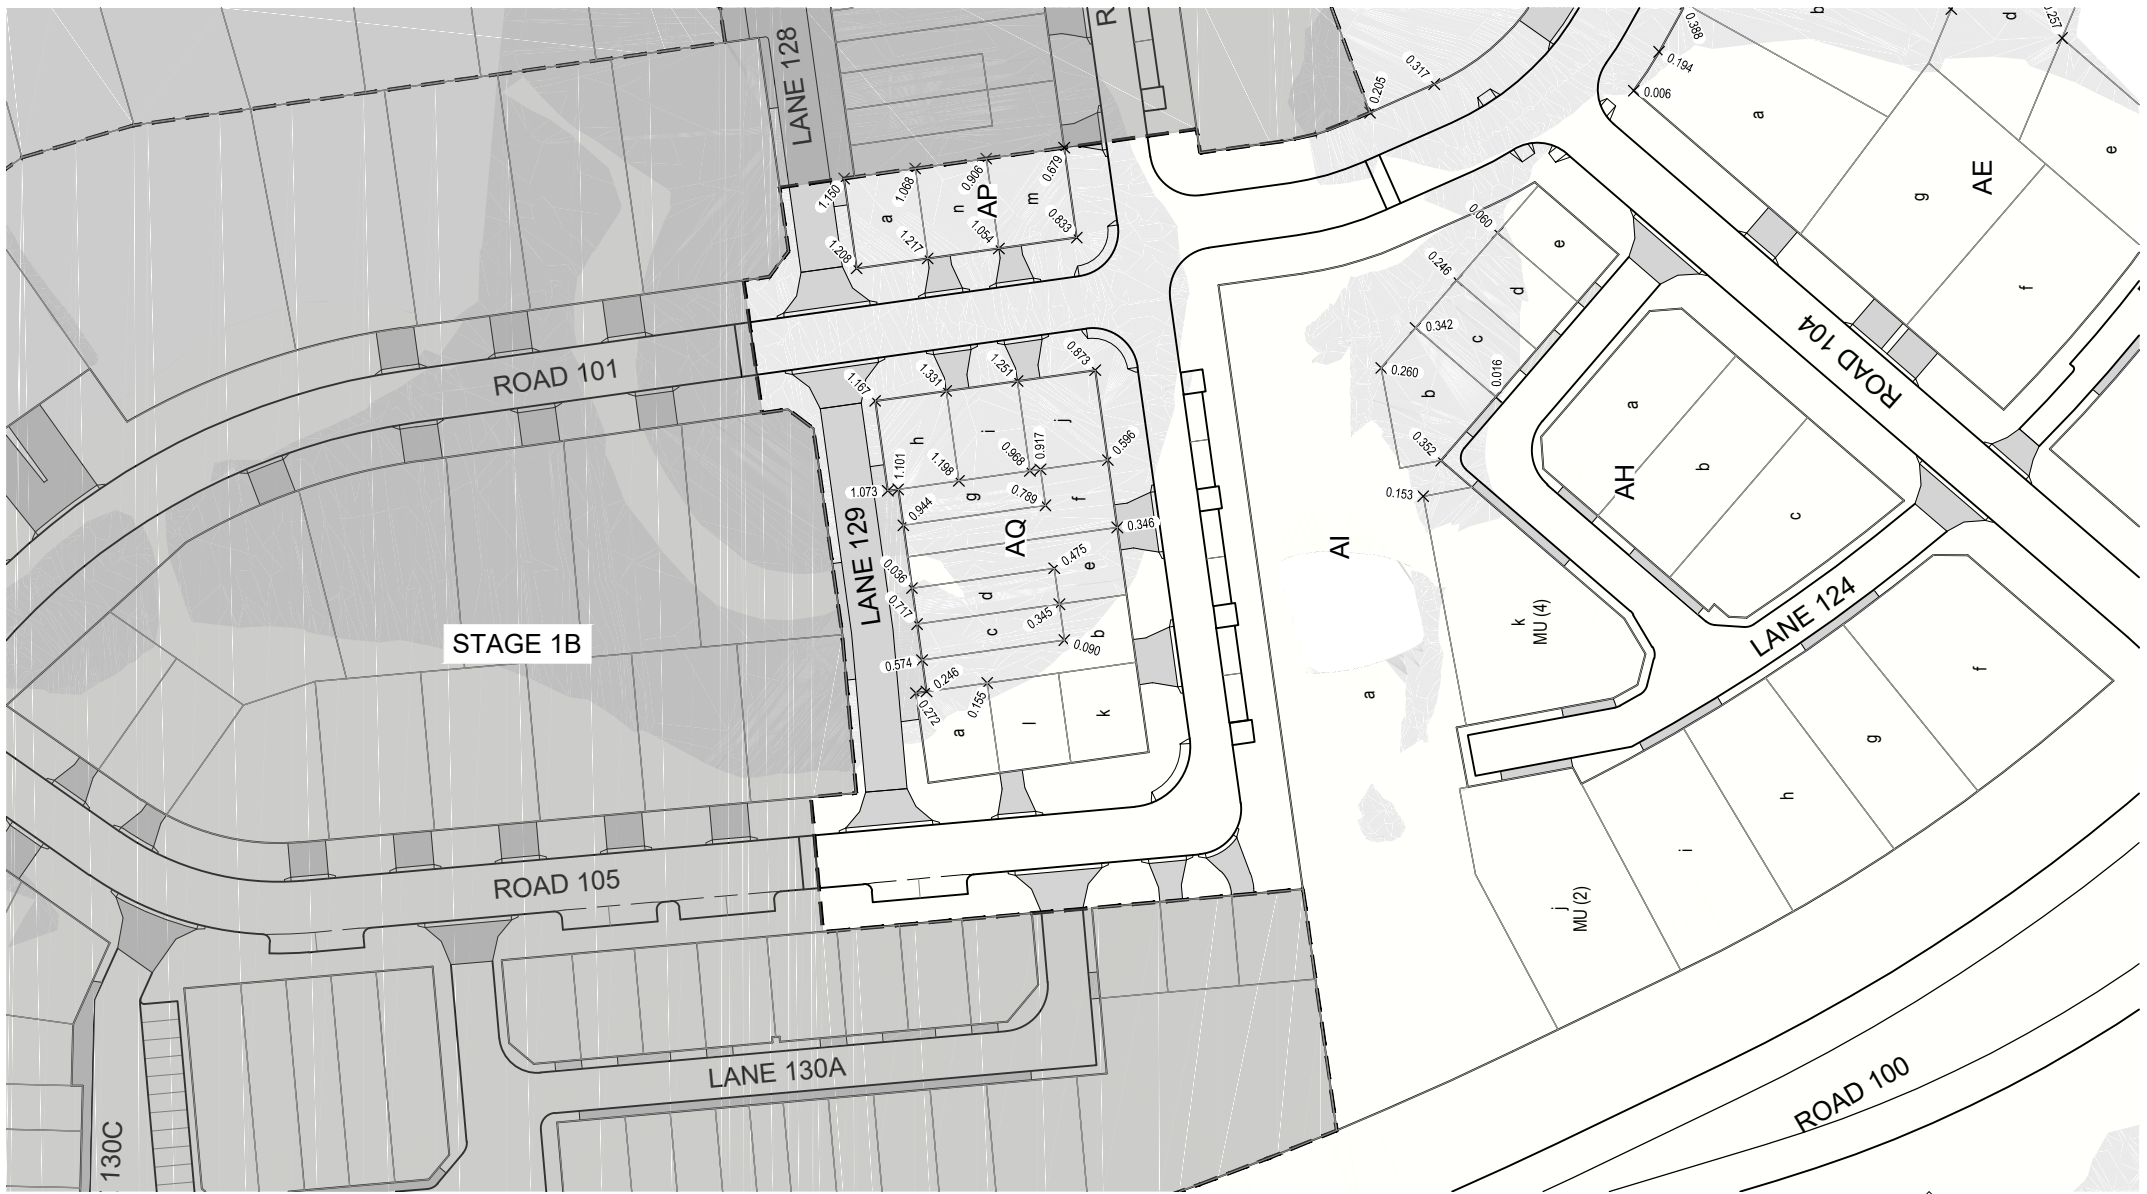 LANE 128
R
0.205
0.317
0.388
0.194
0.006
0.257
b
d
a
g
AE
e
f
1.150
1.068
0.906
0.679
a
n
AP
m
1.208
1.217
1.054
0.833
0.060
0.246
0.342
0.260
0.016
0.352
0.153
e
d
c
b
ROAD 104
ROAD 101
1.167
1.331
1.251
0.873
h
i
j
1.101
1.198
0.968
0.917
0.596
1.073
0.944
g
0.789
f
0.346
LANE 129
AQ
0.036
0.475
e
0.717
d
0.345
c
b
0.090
0.574
0.246
0.272
0.155
a
l
k
STAGE 1B
AI
a
a
AH
b
c
k
MU (4)
LANE 124
f
g
h
i
j
MU (2)
ROAD 105
LANE 130A
130C
ROAD 100